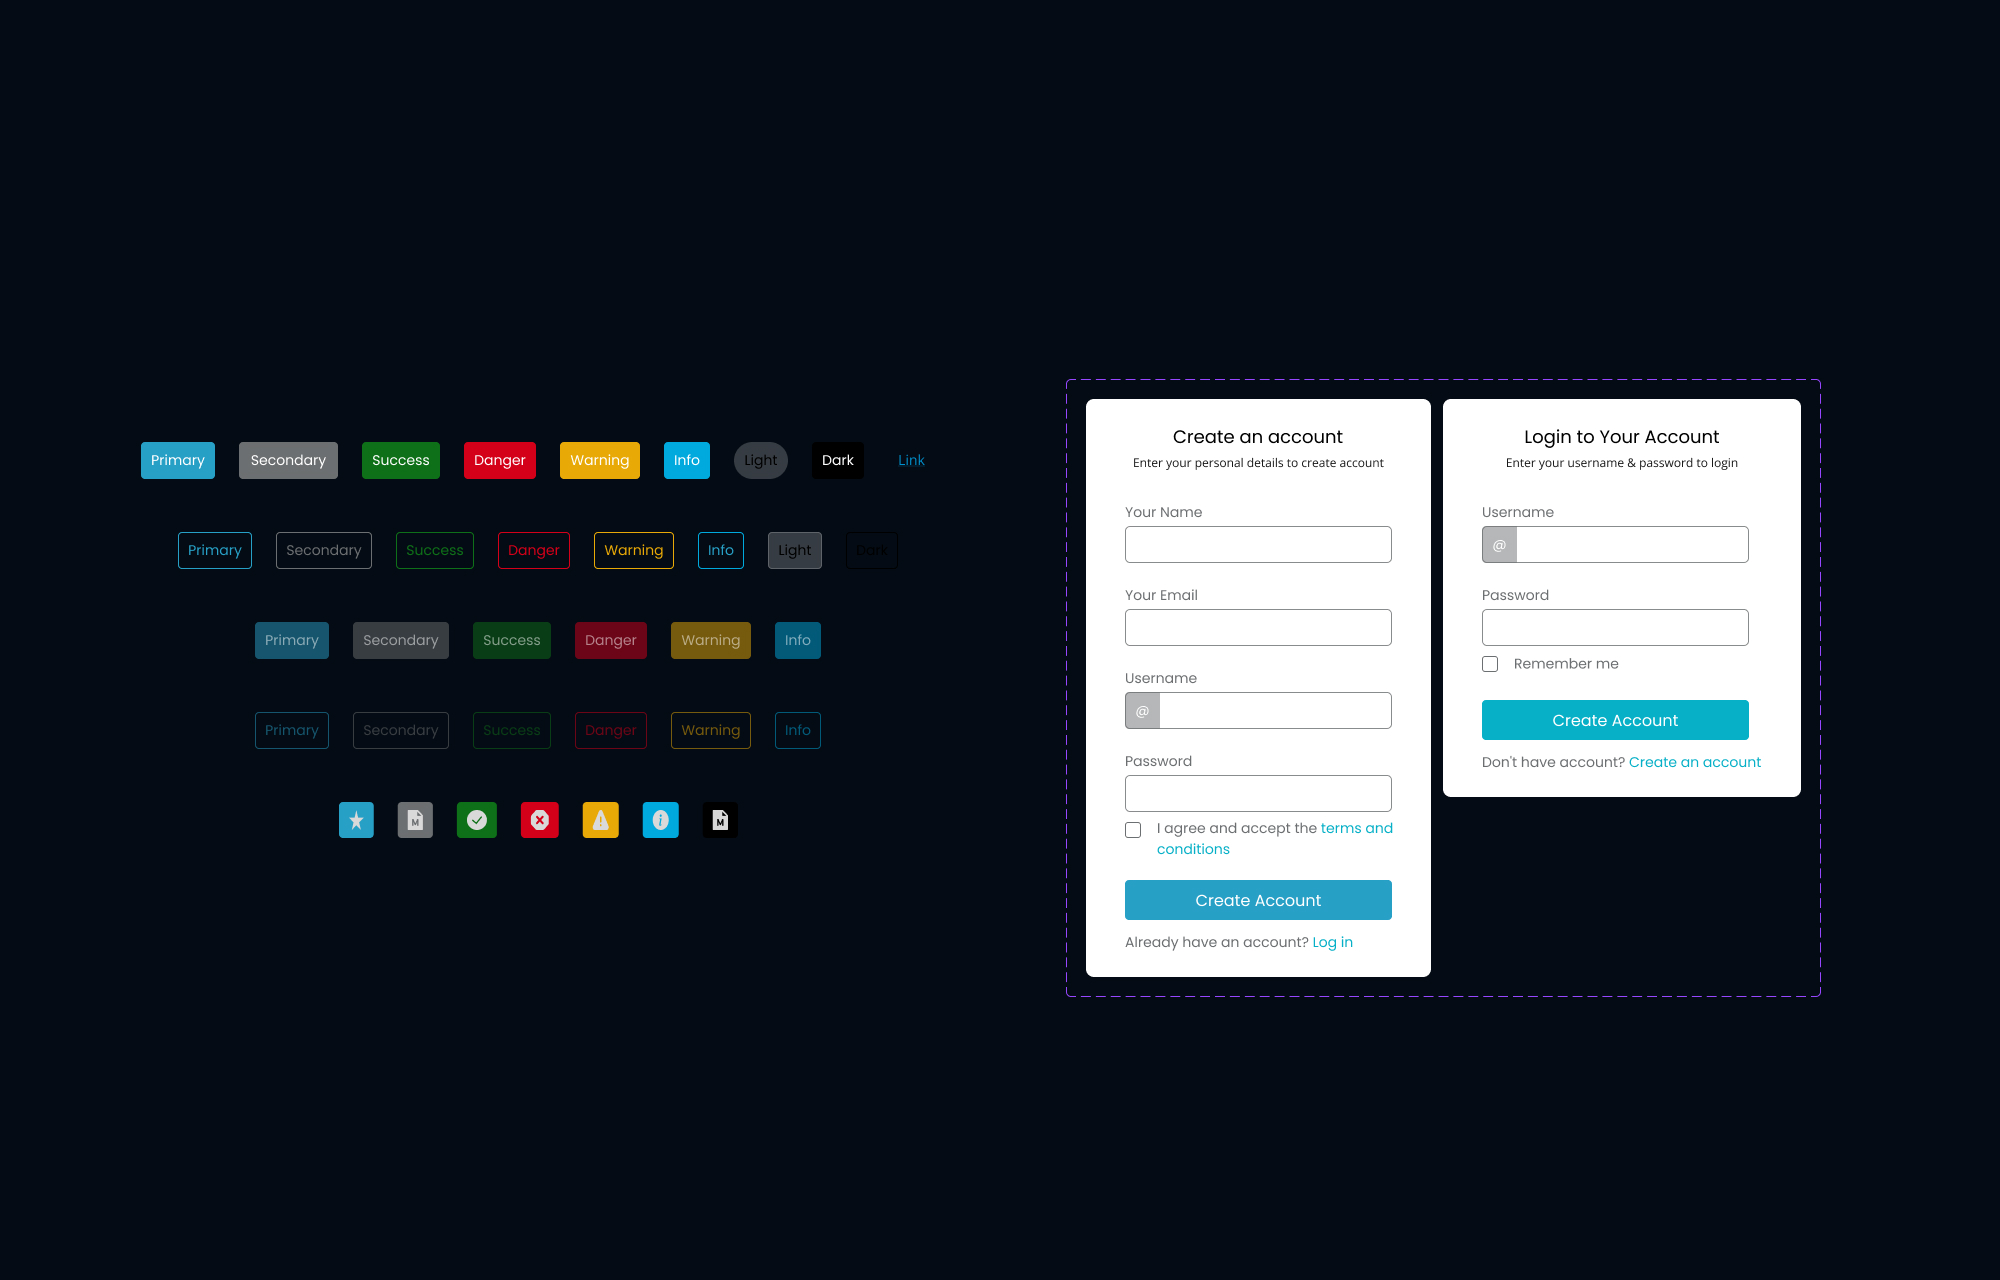 Primary Secondary Success Danger Warning Info Light Dark Link
Primary Secondary Success Danger Warning Info Light Dark
Primary Secondary Success Danger Warning Info
Primary Secondary Success Danger Warning Info
M
i
M
Create an account
Enter your personal details to create account
Your Name
Your Email
Username
@
Password
I agree and accept the terms and
conditions
Create Account
Already have an account? Log in
Login to Your Account
Enter your username & password to login
Username
@
Password
Remember me
Create Account
Don't have account? Create an account